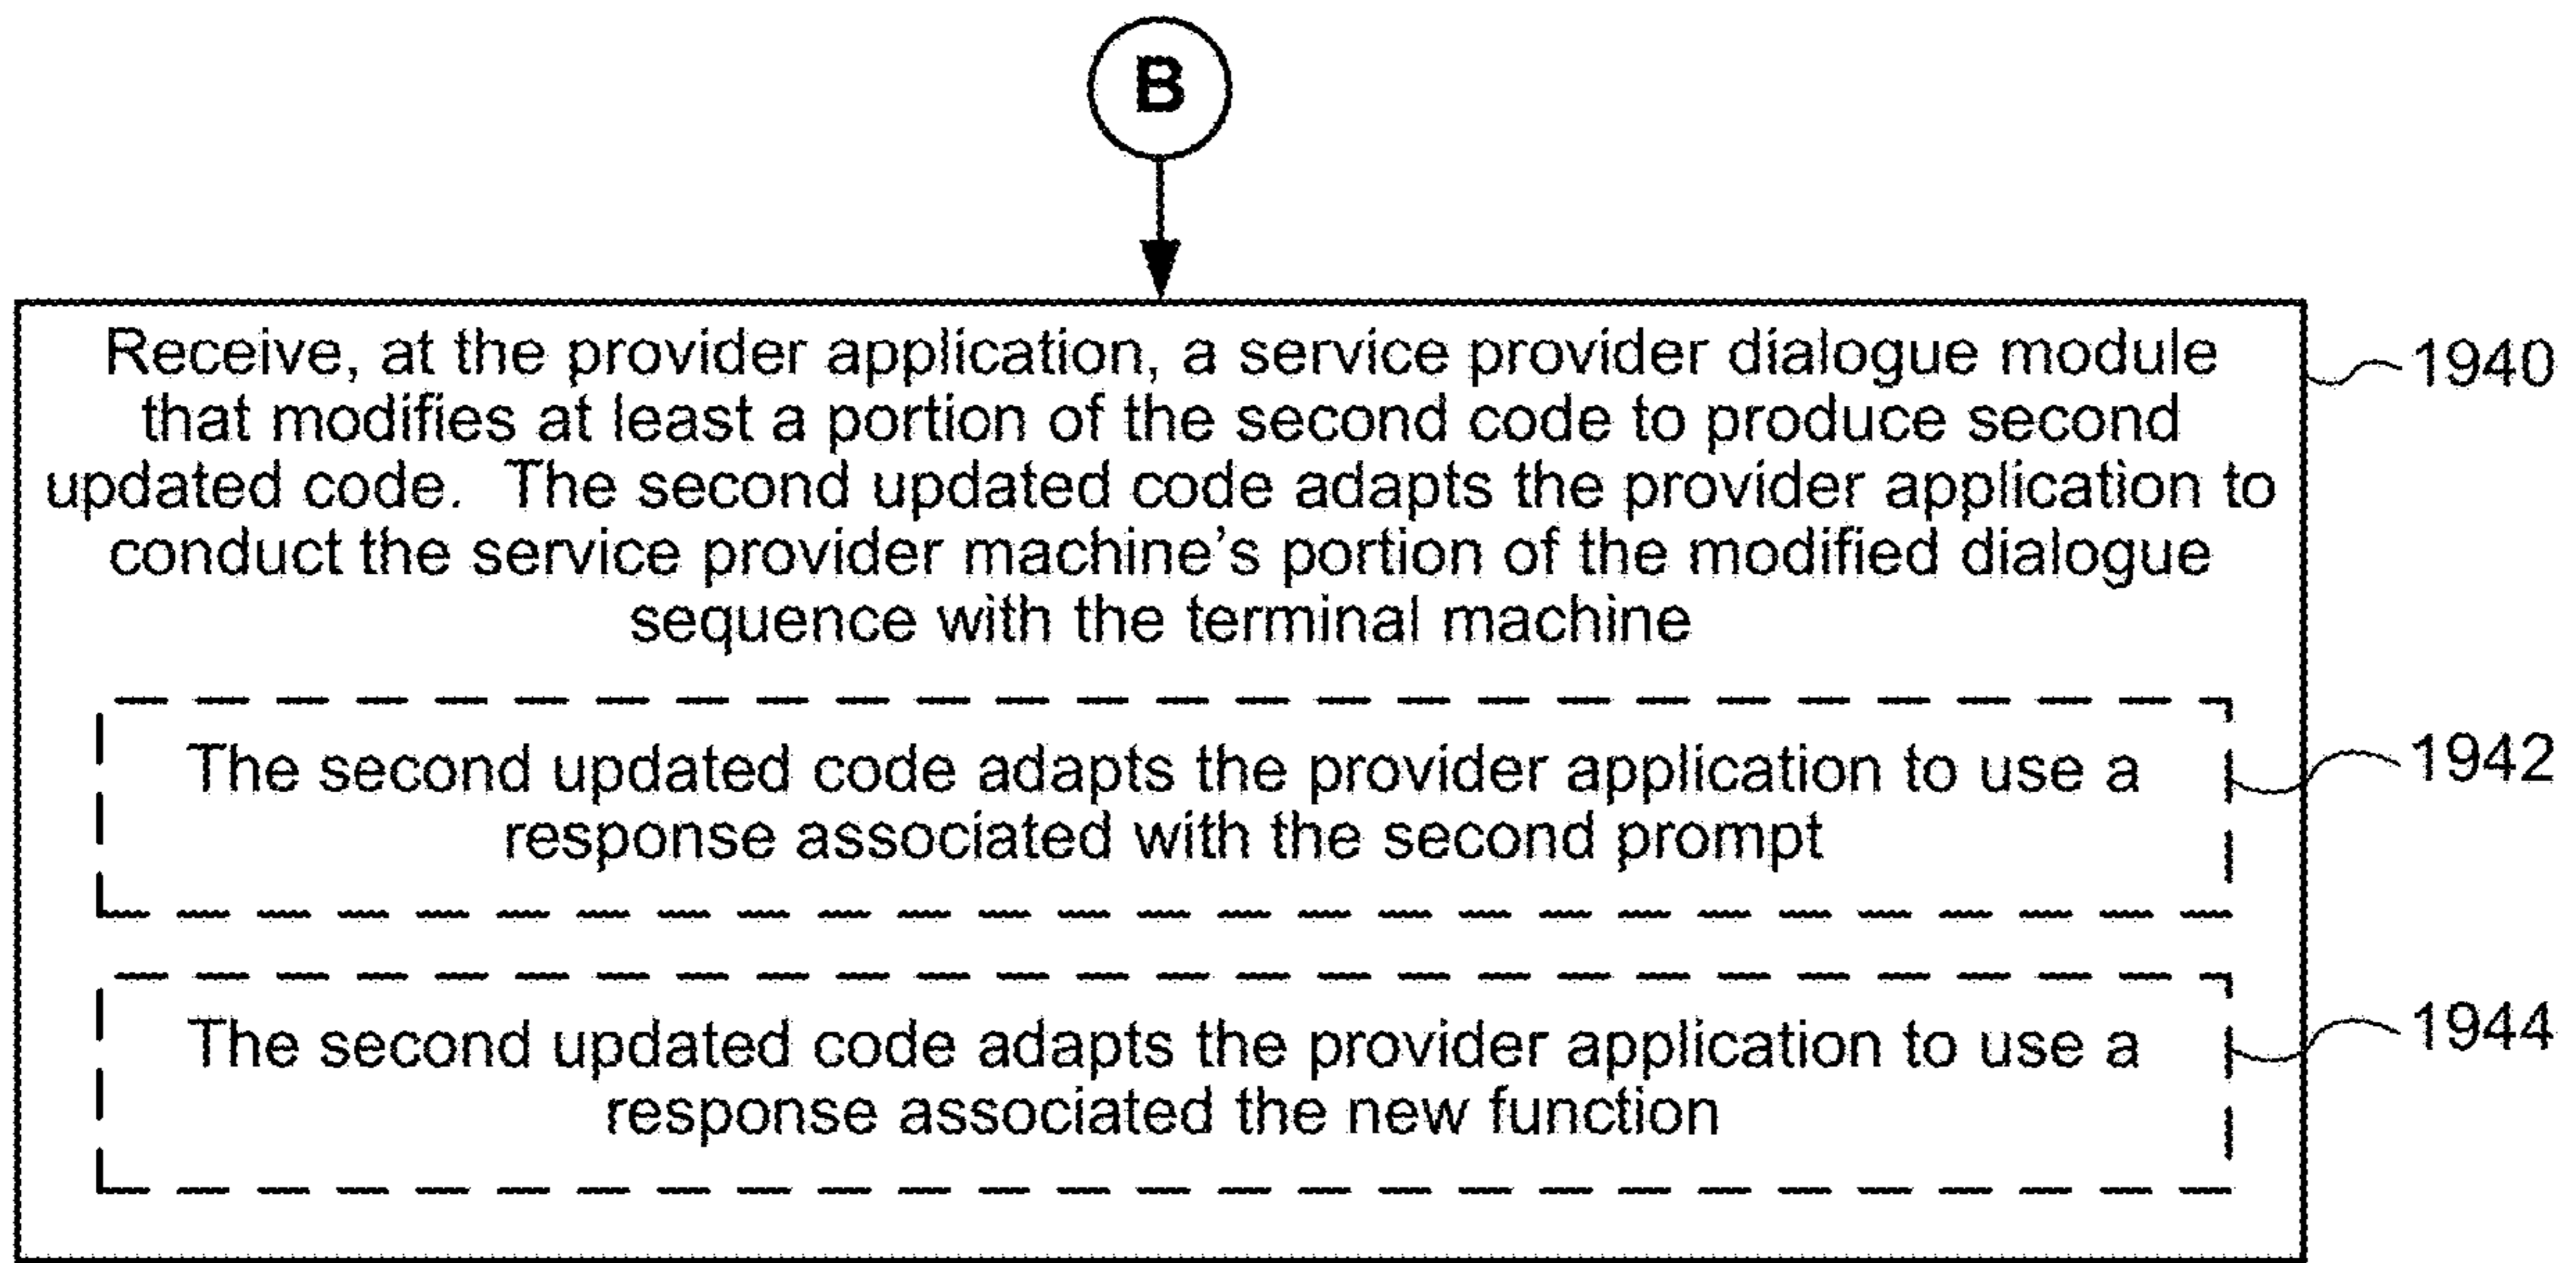 B
Receive, at the provider application, a service provider dialogue module
that modifies at least a portion of the second code to produce second
updated code.  The second updated code adapts the provider application to
conduct the service provider machine’s portion of the modified dialogue
sequence with the terminal machine
1940
The second updated code adapts the provider application to use a
response associated with the second prompt
1942
The second updated code adapts the provider application to use a
response associated the new function
1944